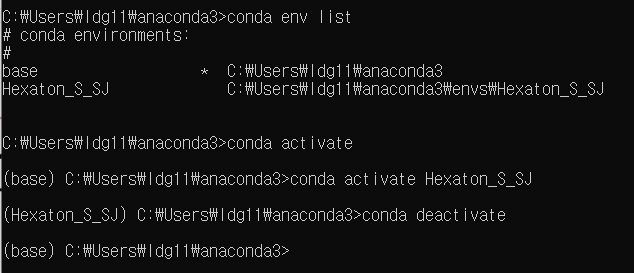 C:₩Users₩ldg11₩anaconda3>conda env list
# conda environments:
#
base                  *  C:₩Users₩ldg11₩anaconda3
Hexaton_S_SJ             C:₩Users₩ldg11₩anaconda3₩envs₩Hexaton_S_SJ
C:₩Users₩ldg11₩anaconda3>conda activate
(base) C:₩Users₩ldg11₩anaconda3>conda activate Hexaton_S_SJ
(Hexaton_S_SJ) C:₩Users₩ldg11₩anaconda3>conda deactivate
(base) C:₩Users₩ldg11₩anaconda3>